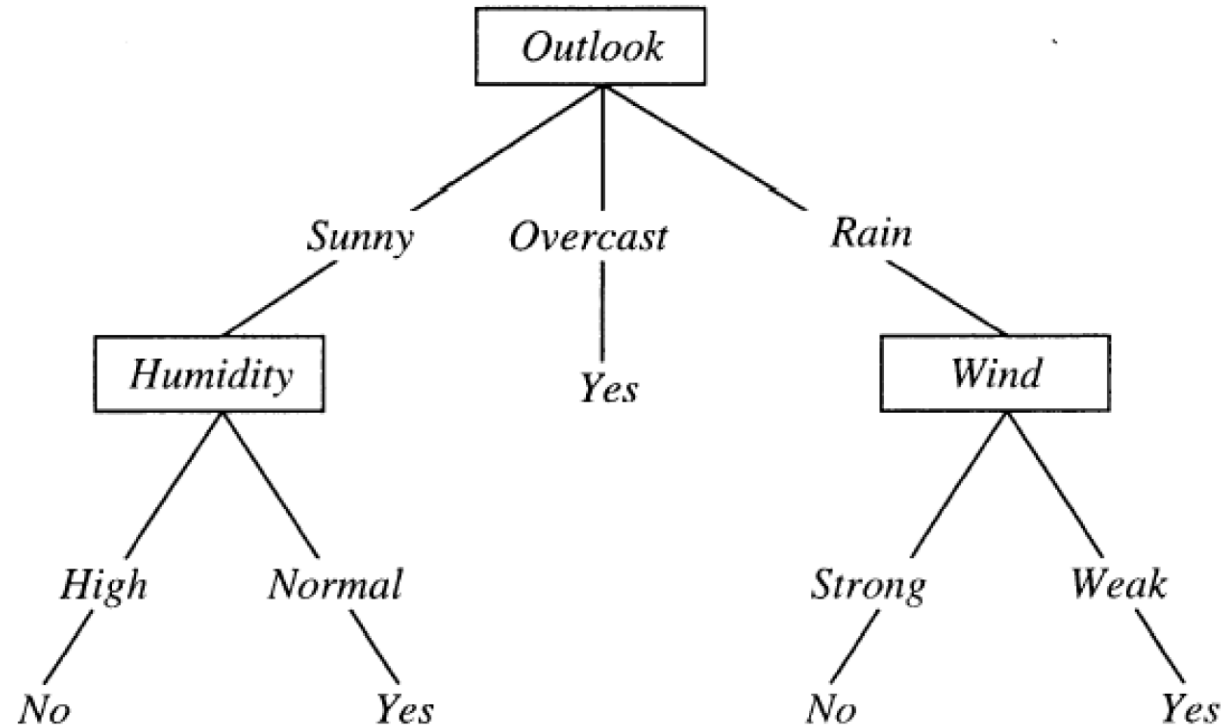 Outlook
Sunny Overcast Rain
Humidity Yes Wind
High Normal Strong Weak
No Yes No Yes